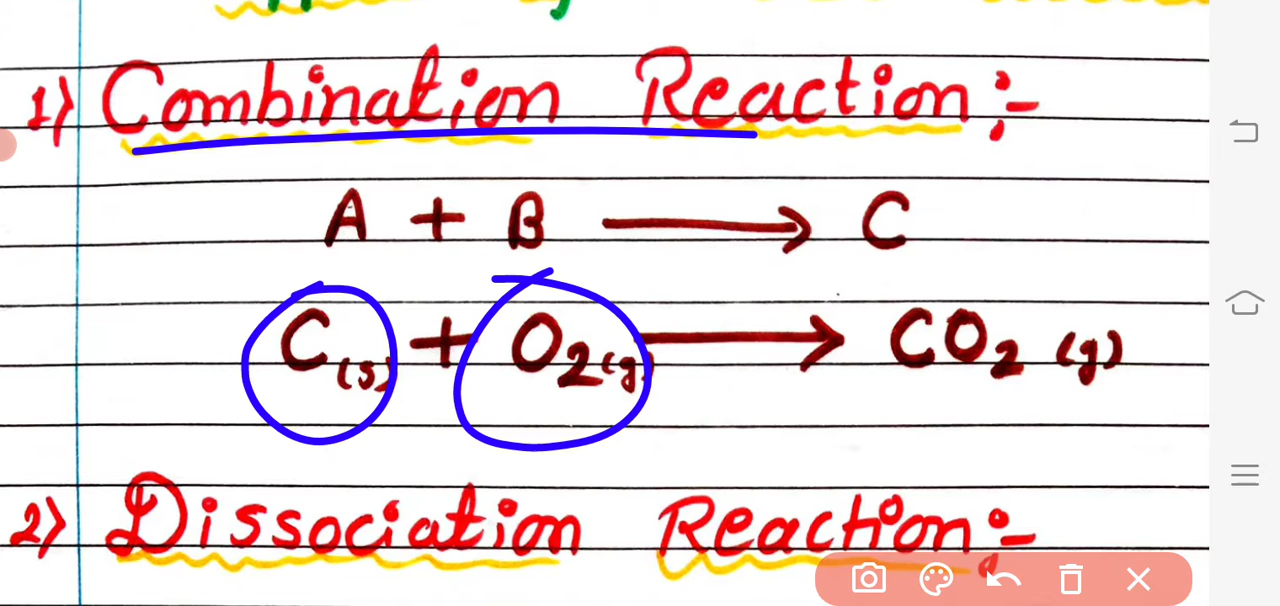 1) Combination Reaction :-
A + B ⟶ C
C(s) + O₂(g) ⟶ CO₂ (g)
2) Dissociation Reaction :-